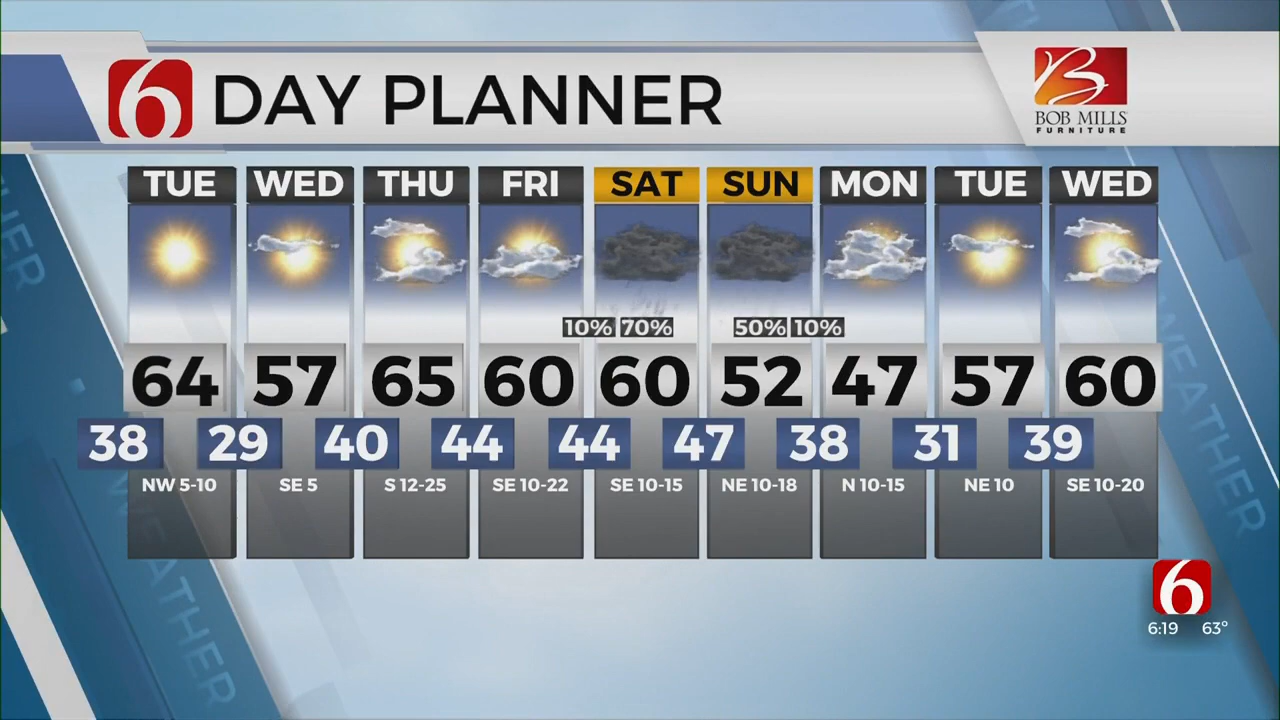 6 DAY PLANNER
BOB MILLS
FURNITURE
TUE WED THU FRI SAT SUN MON TUE WED
10% 70% 50% 10%
64 57 65 60 60 52 47 57 60
38 29 40 44 44 47 38 31 39
NW 5-10 SE 5 S 12-25 SE 10-22 SE 10-15 NE 10-18 N 10-15 NE 10 SE 10-20
6
6:19 63°
WEATHER
WEATHER